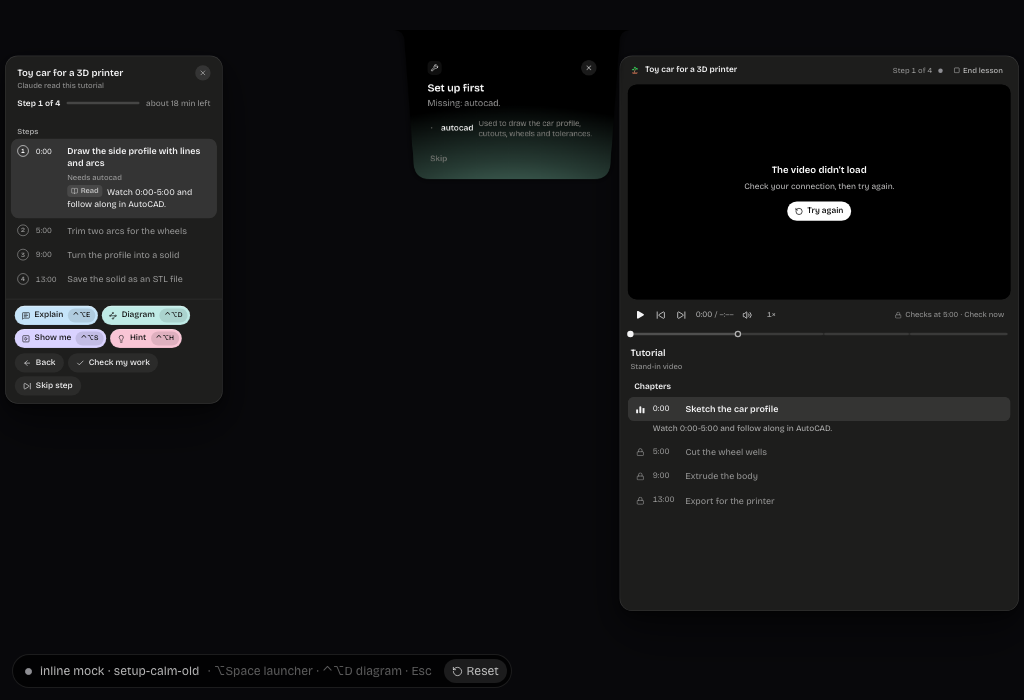 Toy car for a 3D printer
Claude read this tutorial
Step 1 of 4
about 18 min left
Steps
1 0:00 Draw the side profile with lines
and arcs
Needs autocad
Read Watch 0:00-5:00 and
follow along in AutoCAD.
2 5:00 Trim two arcs for the wheels
3 9:00 Turn the profile into a solid
4 13:00 Save the solid as an STL file
Explain ^⌥E Diagram ^⌥D
Show me ^⌥S Hint ^⌥H
Back Check my work
Skip step
Set up first
Missing: autocad.
· autocad Used to draw the car profile,
cutouts, wheels and tolerances.
Skip
Toy car for a 3D printer
Step 1 of 4 End lesson
The video didn't load
Check your connection, then try again.
Try again
0:00 / –:–– 1× Checks at 5:00 · Check now
Tutorial
Stand-in video
Chapters
0:00 Sketch the car profile
Watch 0:00-5:00 and follow along in AutoCAD.
5:00 Cut the wheel wells
9:00 Extrude the body
13:00 Export for the printer
inline mock · setup-calm-old · ⌥Space launcher · ^⌥D diagram · Esc Reset